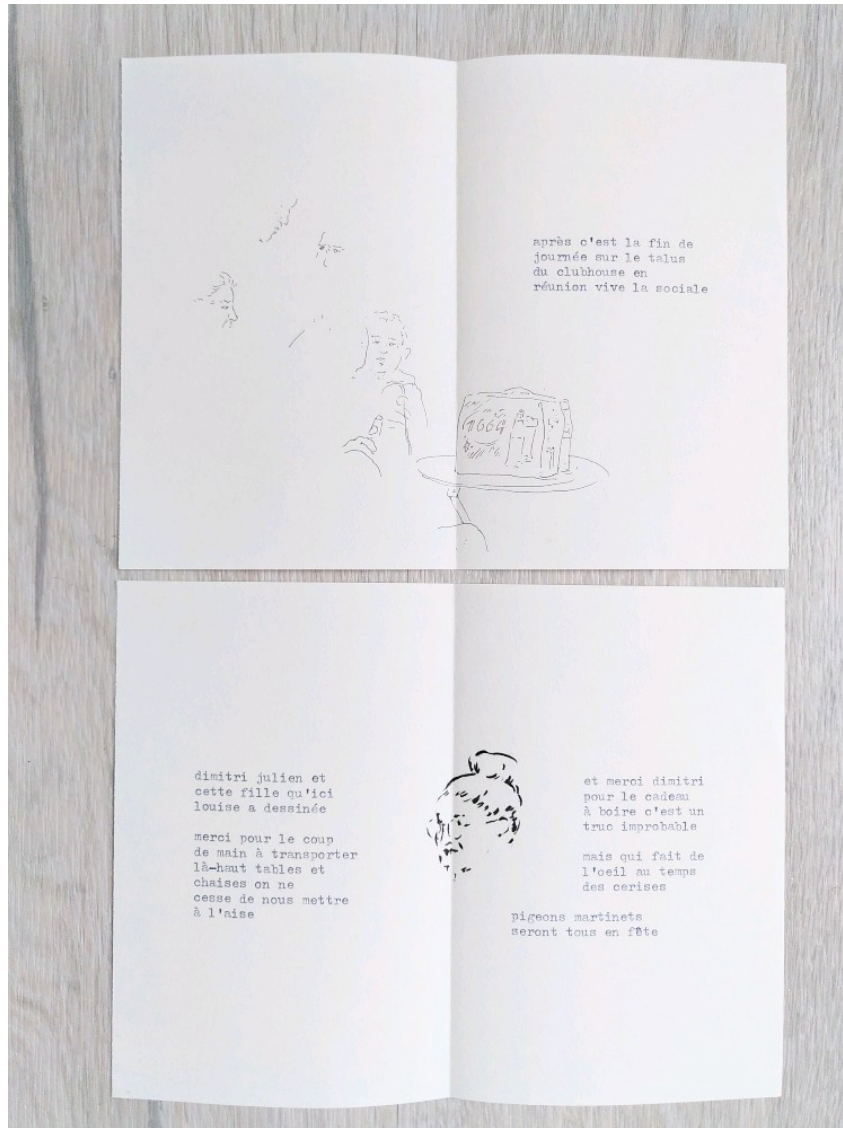 après c'est la fin de
journée sur le talus
du clubhouse en
réunion vive la sociale
1664
dimitri julien et
cette fille qu'ici
louise a dessinée
merci pour le coup
de main à transporter
là-haut tables et
chaises on ne
cesse de nous mettre
à l'aise
et merci dimitri
pour le cadeau
à boire c'est un
truc improbable
mais qui fait de
l'oeil au temps
des cerises
pigeons martinets
seront tous en fête